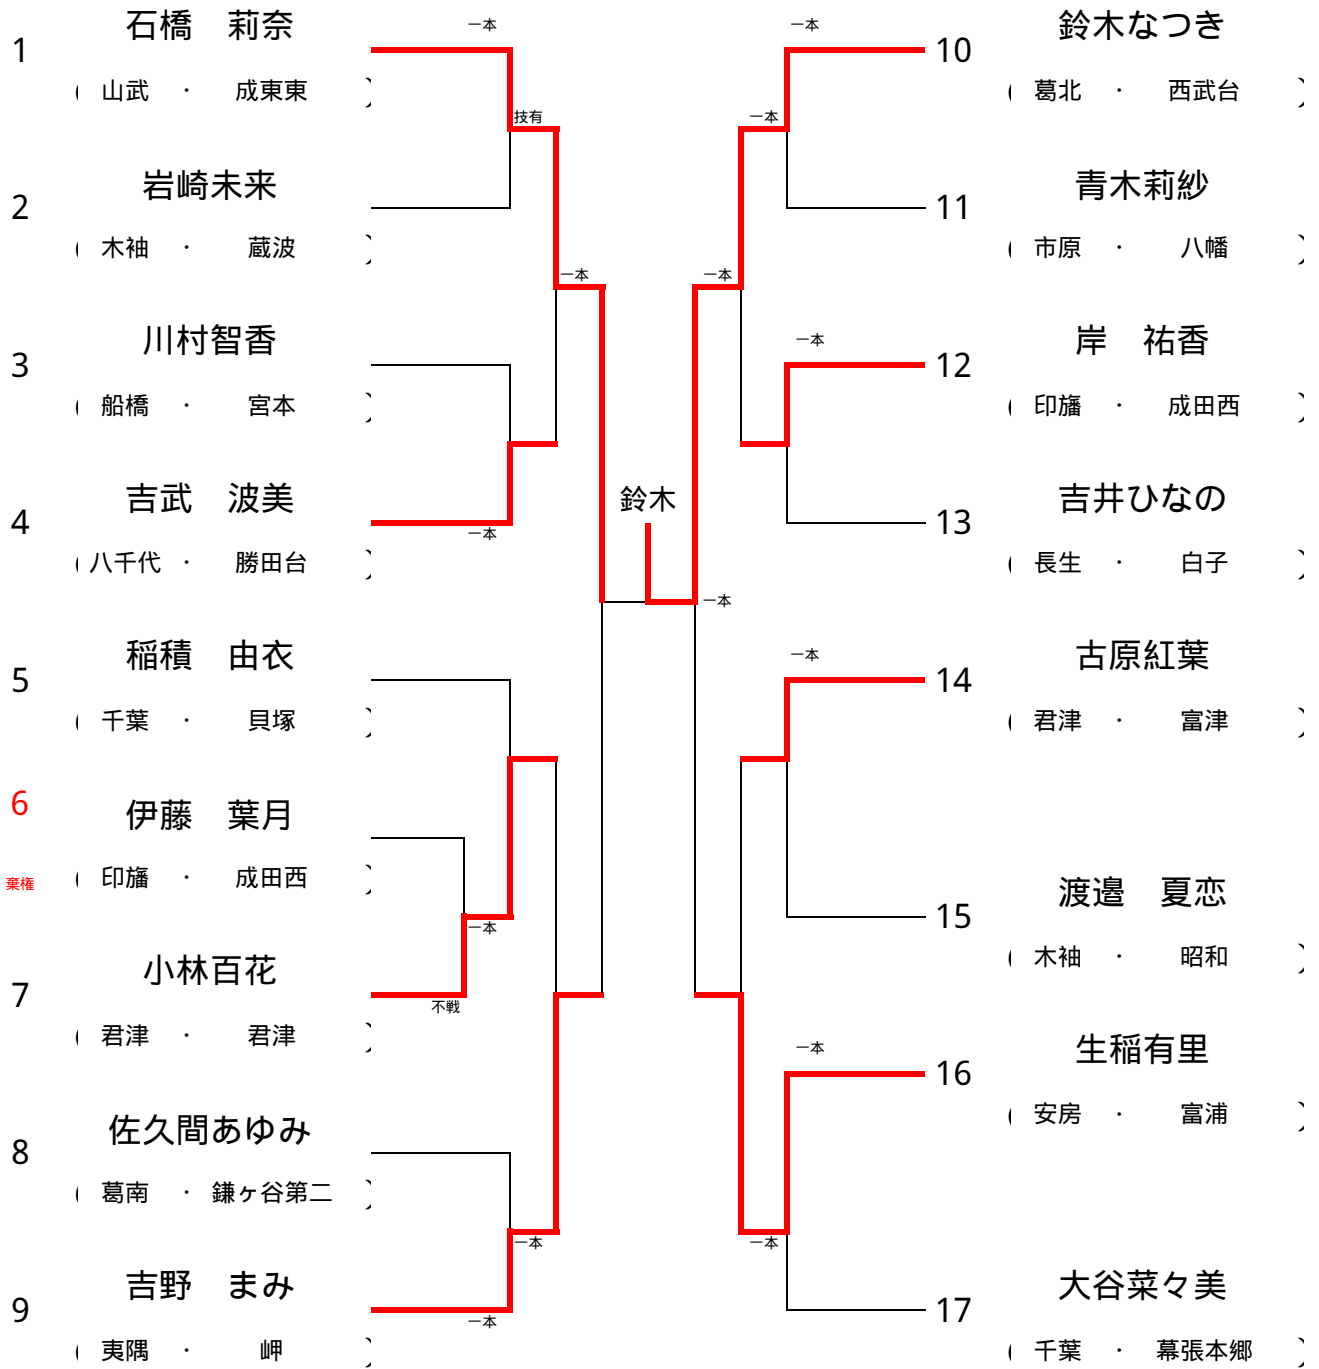 1
石橋　莉奈
( 山武 ・ 成東東 )
2
岩崎未来
( 木袖 ・ 蔵波 )
3
川村智香
( 船橋 ・ 宮本 )
4
吉武　波美
( 八千代 ・ 勝田台 )
5
稲積　由衣
( 千葉 ・ 貝塚 )
6
棄権
伊藤　葉月
( 印旛 ・ 成田西 )
7
小林百花
( 君津 ・ 君津 )
8
佐久間あゆみ
( 葛南 ・ 鎌ヶ谷第二 )
9
吉野　まみ
( 夷隅 ・ 岬 )
一本
技有
一本
一本
一本
不戦
一本
一本
鈴木
一本
一本
一本
一本
一本
一本
一本
一本
10
鈴木なつき
( 葛北 ・ 西武台 )
11
青木莉紗
( 市原 ・ 八幡 )
12
岸　祐香
( 印旛 ・ 成田西 )
13
吉井ひなの
( 長生 ・ 白子 )
14
古原紅葉
( 君津 ・ 富津 )
15
渡邉　夏恋
( 木袖 ・ 昭和 )
16
生稲有里
( 安房 ・ 富浦 )
17
大谷菜々美
( 千葉 ・ 幕張本郷 )